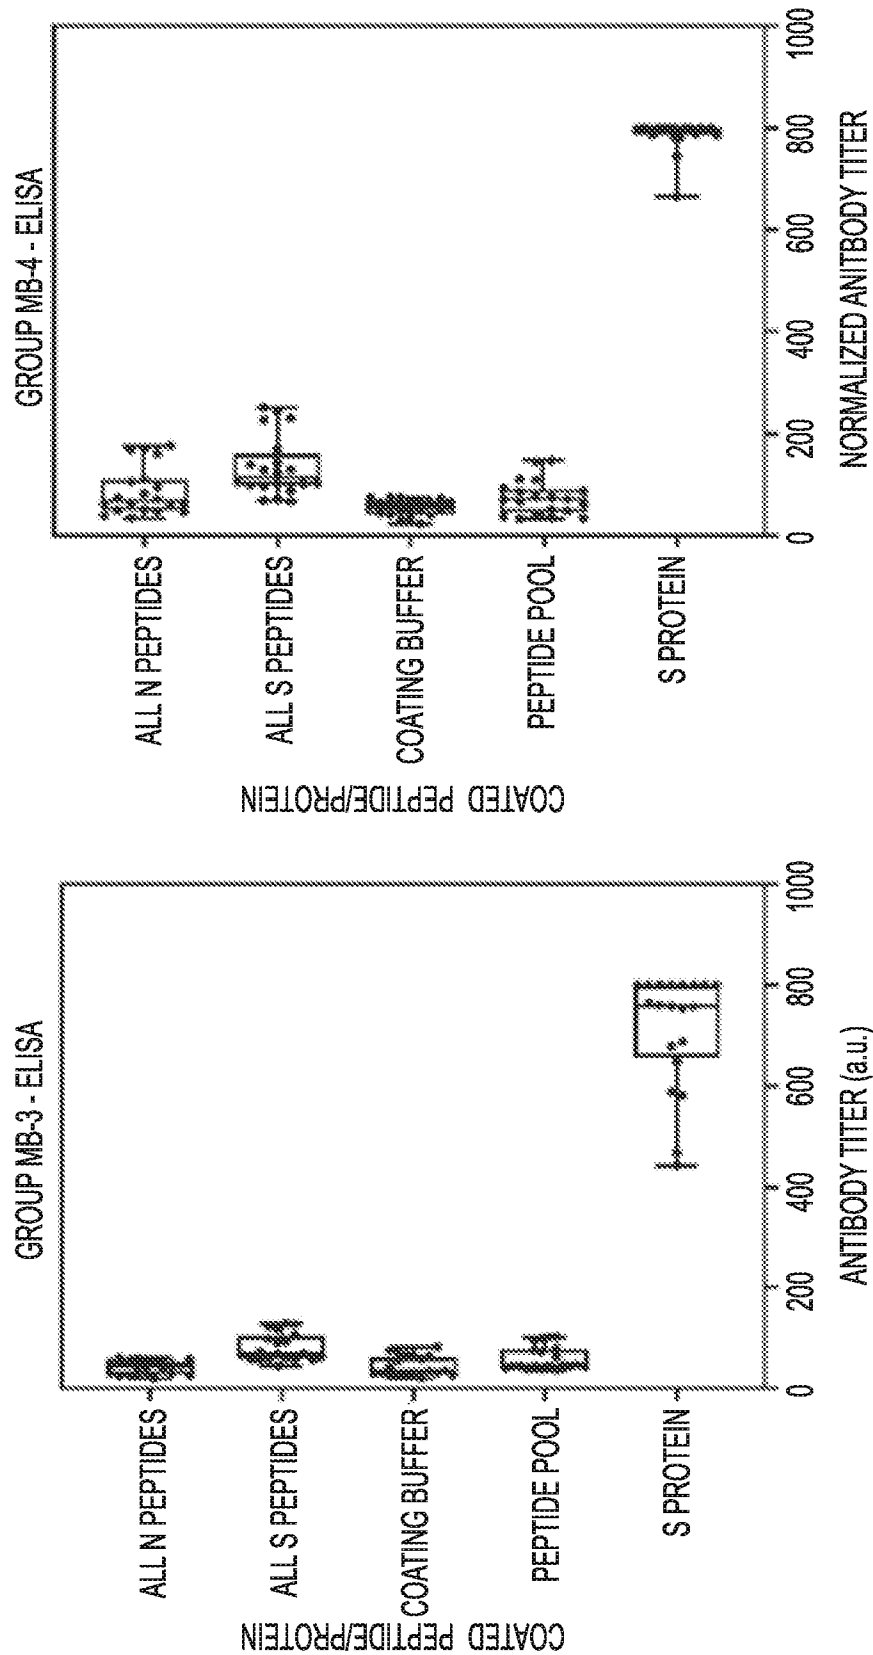 GROUP MB-3 - ELISA
COATED PEPTIDE/PROTEIN
ALL N PEPTIDES
ALL S PEPTIDES
COATING BUFFER
PEPTIDE POOL
S PROTEIN
0 200 400 600 800 1000
ANTIBODY TITER (a.u.)
GROUP MB-4 - ELISA
COATED PEPTIDE/PROTEIN
ALL N PEPTIDES
ALL S PEPTIDES
COATING BUFFER
PEPTIDE POOL
S PROTEIN
0 200 400 600 800 1000
NORMALIZED ANITBODY TITER